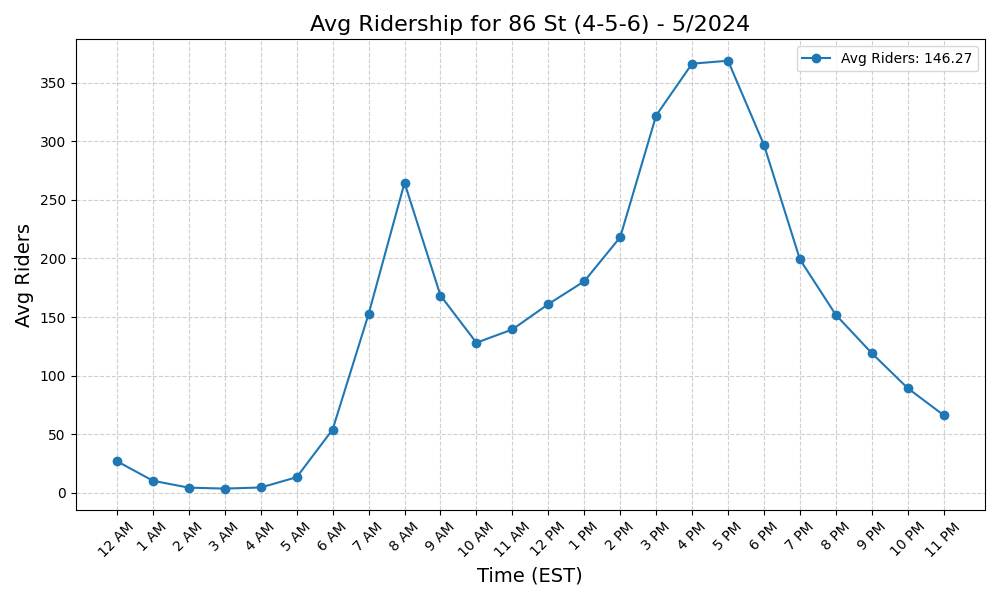 Avg Ridership for 86 St (4-5-6) - 5/2024
Avg Riders: 146.27
Avg Riders
350
300
250
200
150
100
50
0
12 AM
1 AM
2 AM
3 AM
4 AM
5 AM
6 AM
7 AM
8 AM
9 AM
10 AM
11 AM
12 PM
1 PM
2 PM
3 PM
4 PM
5 PM
6 PM
7 PM
8 PM
9 PM
10 PM
11 PM
Time (EST)